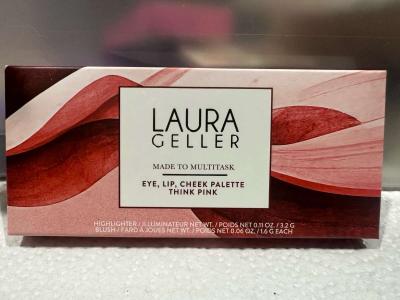 LAURA
GELLER
MADE TO MULTITASK
EYE, LIP, CHEEK PALETTE
THINK PINK
HIGHLIGHTER / ILLUMINATEUR NET WT. / POIDS NET 0.11 OZ. / 3.2 G
BLUSH / FARD À JOUES NET WT. / POIDS NET 0.06 OZ. / 1.6 G EACH